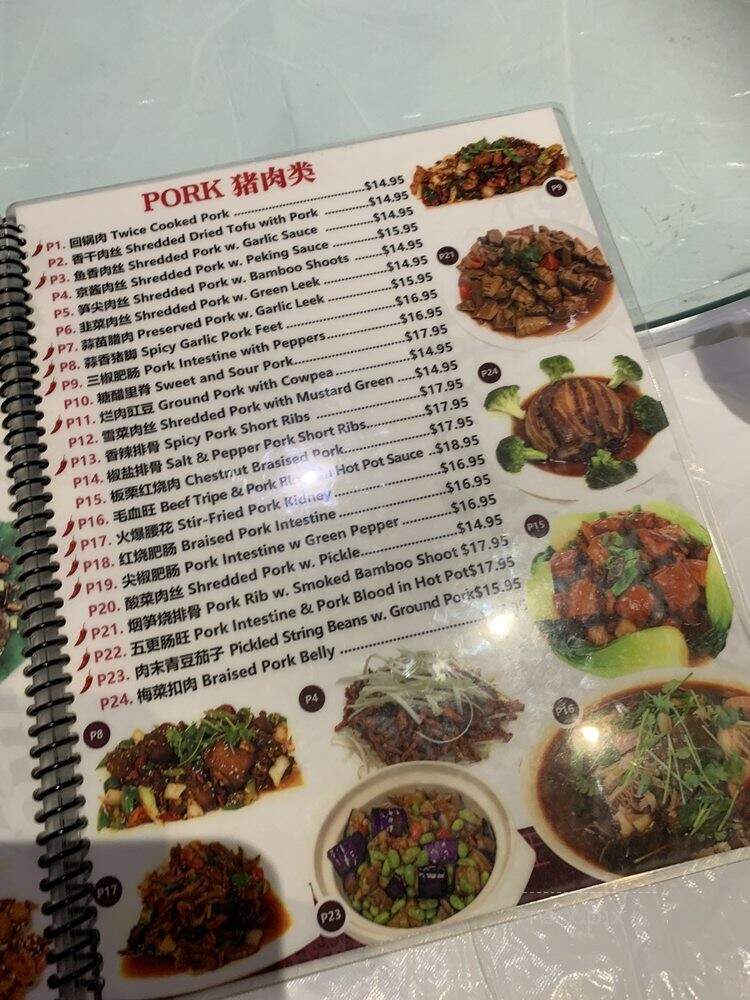 PORK 猪肉类
P1. 回锅肉 Twice Cooked Pork ........ $14.95
P2. 香干肉丝 Shredded Dried Tofu with Pork ........ $14.95
P3. 鱼香肉丝 Shredded Pork w. Garlic Sauce ........ $14.95
P4. 京酱肉丝 Shredded Pork w. Peking Sauce ........ $15.95
P5. 笋尖肉丝 Shredded Pork w. Bamboo Shoots ........ $14.95
P6. 韭菜肉丝 Shredded Pork w. Green Leek ........ $14.95
P7. 蒜苗腊肉 Preserved Pork w. Garlic Leek ........ $15.95
P8. 蒜香猪脚 Spicy Garlic Pork Feet ........ $16.95
P9. 三椒肥肠 Pork Intestine with Peppers ........ $16.95
P10. 糖醋里脊 Sweet and Sour Pork ........ $17.95
P11. 烂肉豇豆 Ground Pork with Cowpea ........ $14.95
P12. 雪菜肉丝 Shredded Pork with Mustard Green ..... $14.95
P13. 香辣排骨 Spicy Pork Short Ribs ........ $17.95
P14. 椒盐排骨 Salt & Pepper Pork Short Ribs ........ $17.95
P15. 板栗红烧肉 Chestnut Brasised Pork ........ $17.95
P16. 毛血旺 Beef Tripe & Pork in Hot Pot Sauce .. $18.95
P17. 火爆腰花 Stir-Fried Pork Kidney ........ $16.95
P18. 红烧肥肠 Braised Pork Intestine ........ $16.95
P19. 尖椒肥肠 Pork Intestine w Green Pepper ........ $16.95
P20. 酸菜肉丝 Shredded Pork w. Pickle ........ $14.95
P21. 烟笋烧排骨 Pork Rib w. Smoked Bamboo Shoot $17.95
P22. 五更肠旺 Pork Intestine & Pork Blood in Hot Pot$17.95
P23. 肉末青豆茄子 Pickled String Beans w. Ground Pork$15.95
P24. 梅菜扣肉 Braised Pork Belly ........
P9
P21
P24
P15
P16
P4
P8
P17
P23